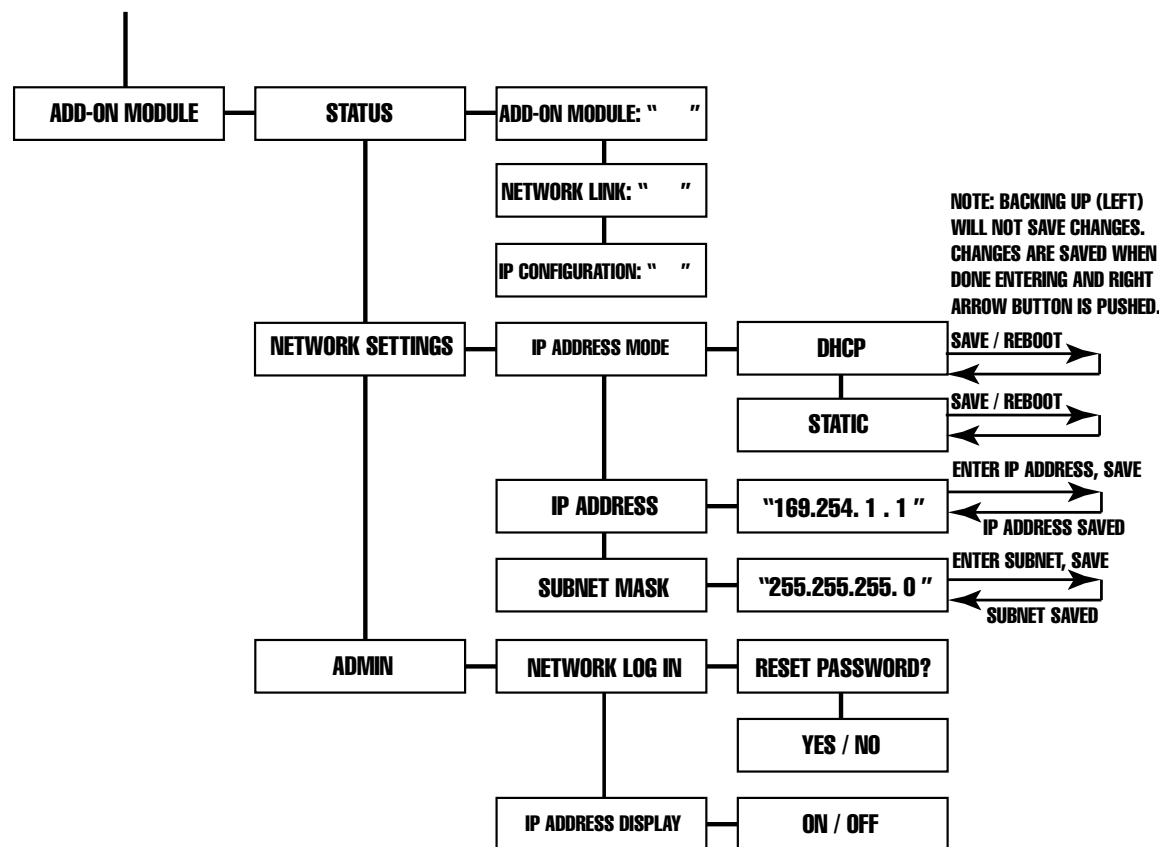 ADD-ON MODULE
STATUS
ADD-ON MODULE: “ ”
NETWORK LINK: “ ”
IP CONFIGURATION: “ ”
NOTE: BACKING UP (LEFT)
WILL NOT SAVE CHANGES.
CHANGES ARE SAVED WHEN
DONE ENTERING AND RIGHT
ARROW BUTTON IS PUSHED.
NETWORK SETTINGS
IP ADDRESS MODE
DHCP
SAVE / REBOOT
STATIC
SAVE / REBOOT
IP ADDRESS
“169.254. 1 . 1 ”
ENTER IP ADDRESS, SAVE
IP ADDRESS SAVED
SUBNET MASK
“255.255.255. 0 ”
ENTER SUBNET, SAVE
SUBNET SAVED
ADMIN
NETWORK LOG IN
RESET PASSWORD?
YES / NO
IP ADDRESS DISPLAY
ON / OFF